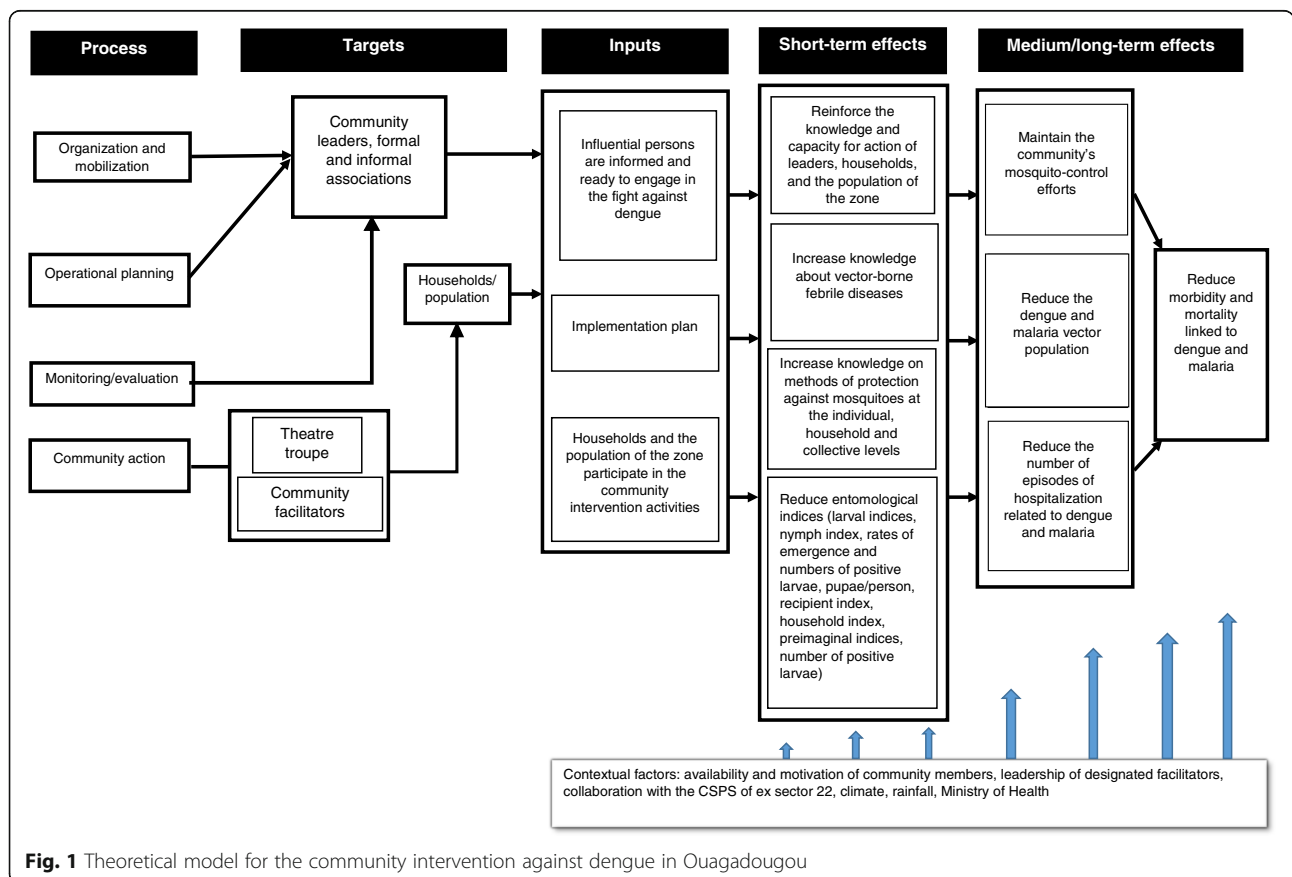 Process
Targets
Inputs
Short-term effects
Medium/long-term effects
Organization and
mobilization
Operational planning
Monitoring/evaluation
Community action
Community
leaders, formal
and informal
associations
Households/
population
Theatre
troupe
Community
facilitators
Influential persons
are informed and
ready to engage in
the fight against
dengue
Implementation plan
Households and the
population of the zone
participate in the
community
intervention activities
Reinforce the
knowledge and
capacity for action of
leaders, households,
and the population of
the zone
Increase knowledge
about vector-borne
febrile diseases
Increase knowledge on
methods of protection
against mosquitoes at
the individual,
household and
collective levels
Reduce entomological
indices (larval indices,
nymph index, rates of
emergence and
numbers of positive
larvae, pupae/person,
recipient index,
household index,
preimaginal indices,
number of positive
larvae)
Maintain the
community's
mosquito-control
efforts
Reduce the
dengue and
malaria vector
population
Reduce the
number of
episodes of
hospitalization
related to dengue
and malaria
Reduce
morbidity and
mortality
linked to
dengue and
malaria
Contextual factors: availability and motivation of community members, leadership of designated facilitators,
collaboration with the CSPS of ex sector 22, climate, rainfall, Ministry of Health
Fig. 1 Theoretical model for the community intervention against dengue in Ouagadougou